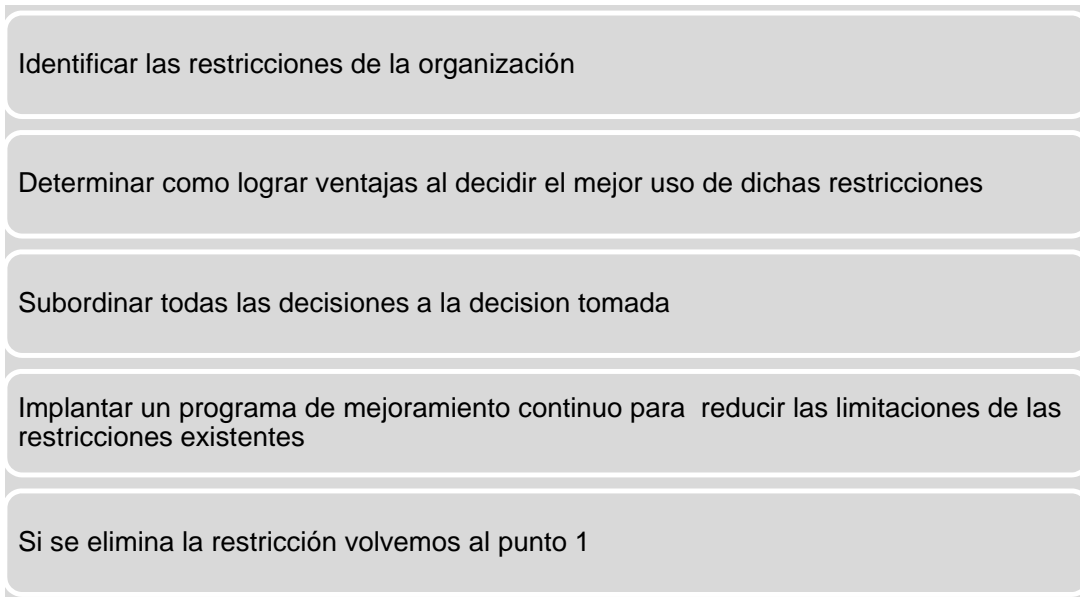 Identificar las restricciones de la organización
Determinar como lograr ventajas al decidir el mejor uso de dichas restricciones
Subordinar todas las decisiones a la decision tomada
Implantar un programa de mejoramiento continuo para  reducir las limitaciones de las
restricciones existentes
Si se elimina la restricción volvemos al punto 1